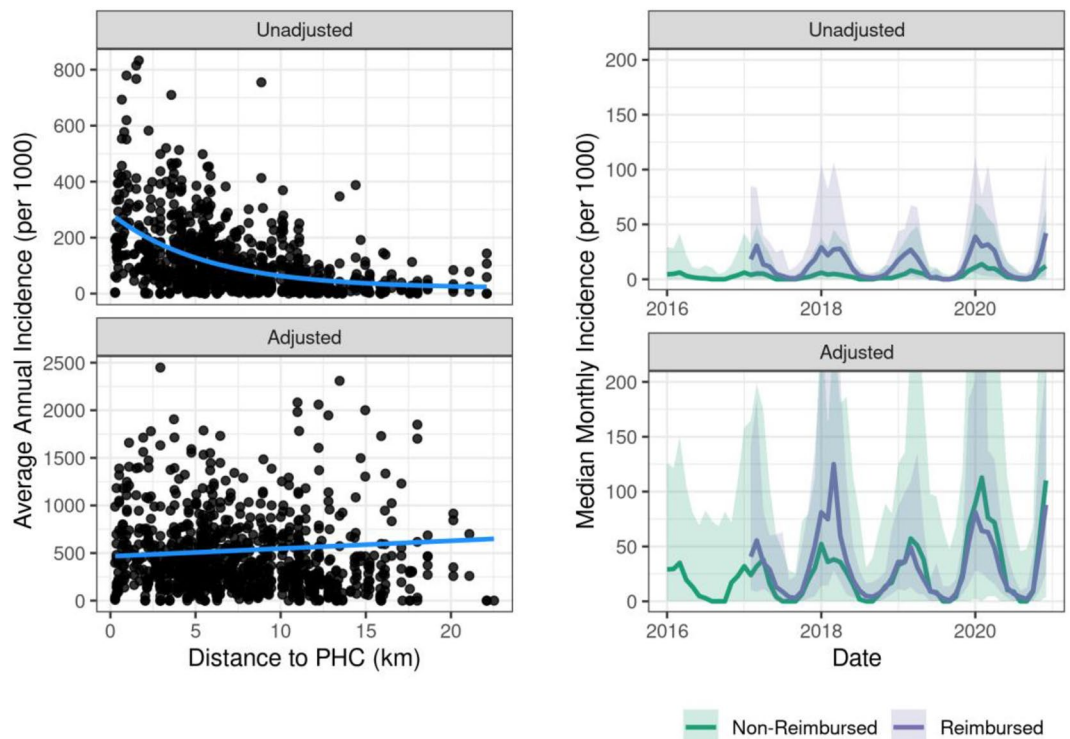 Unadjusted
800
600
400
200
0
Adjusted
2500
2000
1500
1000
500
0
0 5 10 15 20
Distance to PHC (km)
Average Annual Incidence (per 1000)
Unadjusted
200
150
100
50
0
2016 2018 2020
Adjusted
200
150
100
50
0
2016 2018 2020
Date
Median Monthly Incidence (per 1000)
Non-Reimbursed Reimbursed